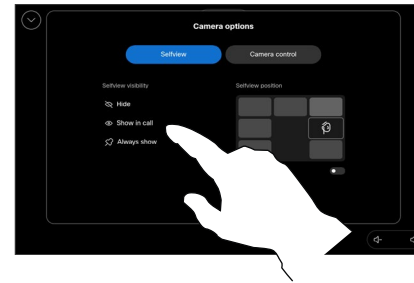 Camera options
Selfview
Camera control
Selfview visibility
Selfview position
Hide
Show in call
Always show